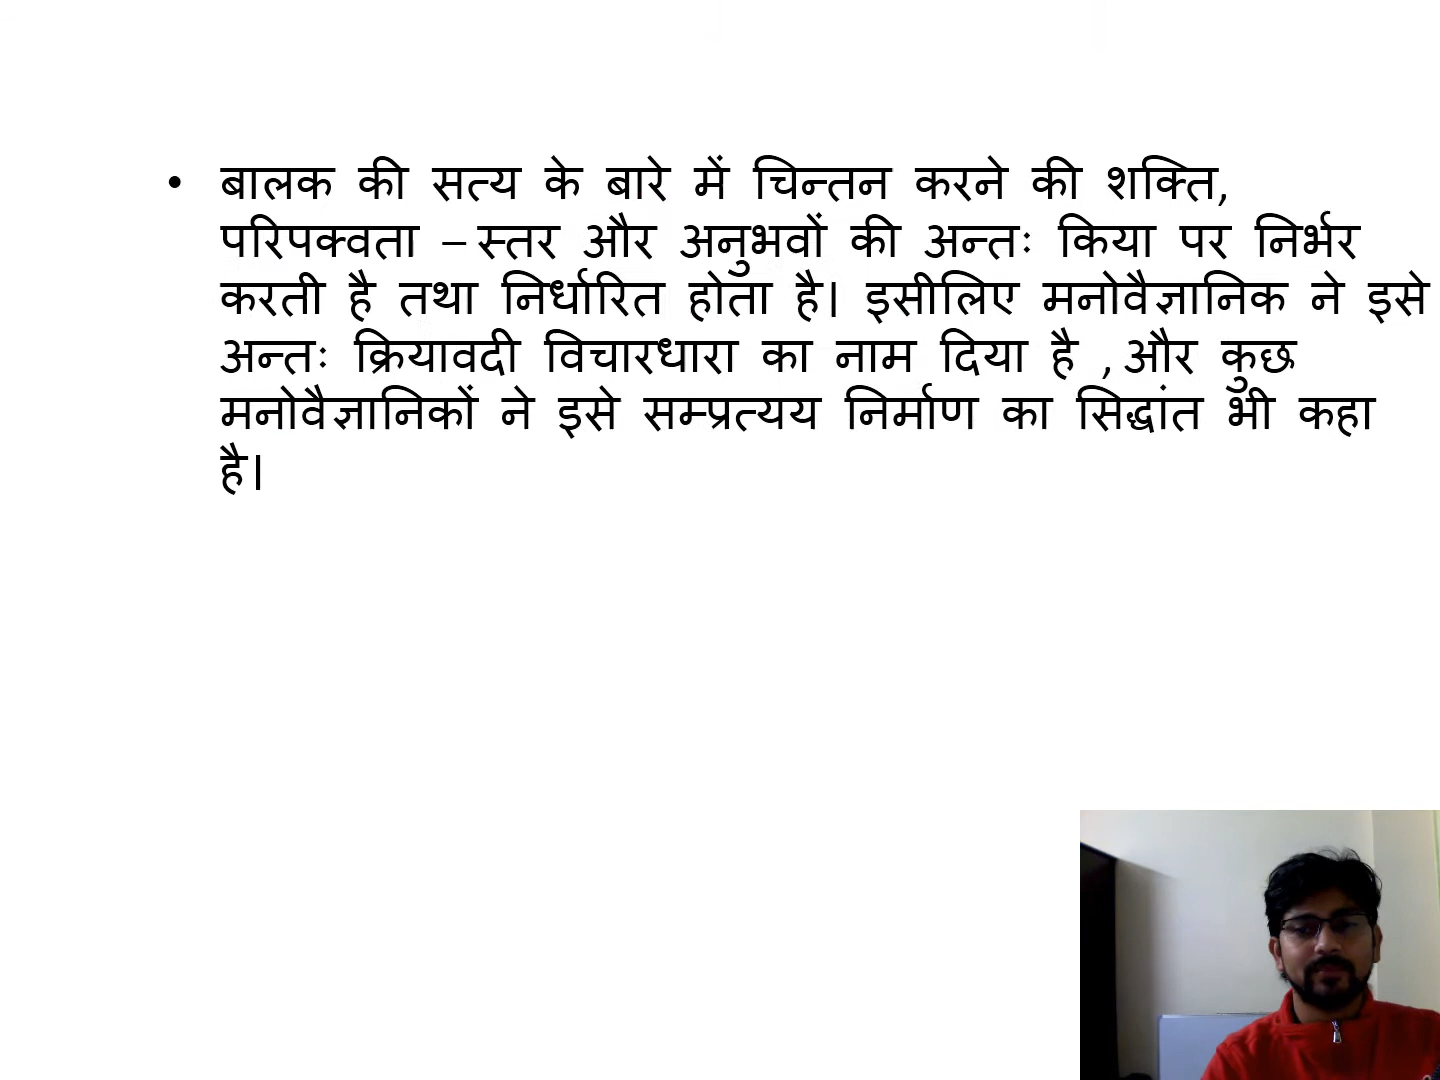 • बालक की सत्य के बारे में चिन्तन करने की शक्ति,
परिपक्वता – स्तर और अनुभवों की अन्तः किया पर निर्भर
करती है तथा निर्धारित होता है। इसीलिए मनोवैज्ञानिक ने इसे
अन्तः क्रियावदी विचारधारा का नाम दिया है , और कुछ
मनोवैज्ञानिकों ने इसे सम्प्रत्यय निर्माण का सिद्धांत भी कहा
है।